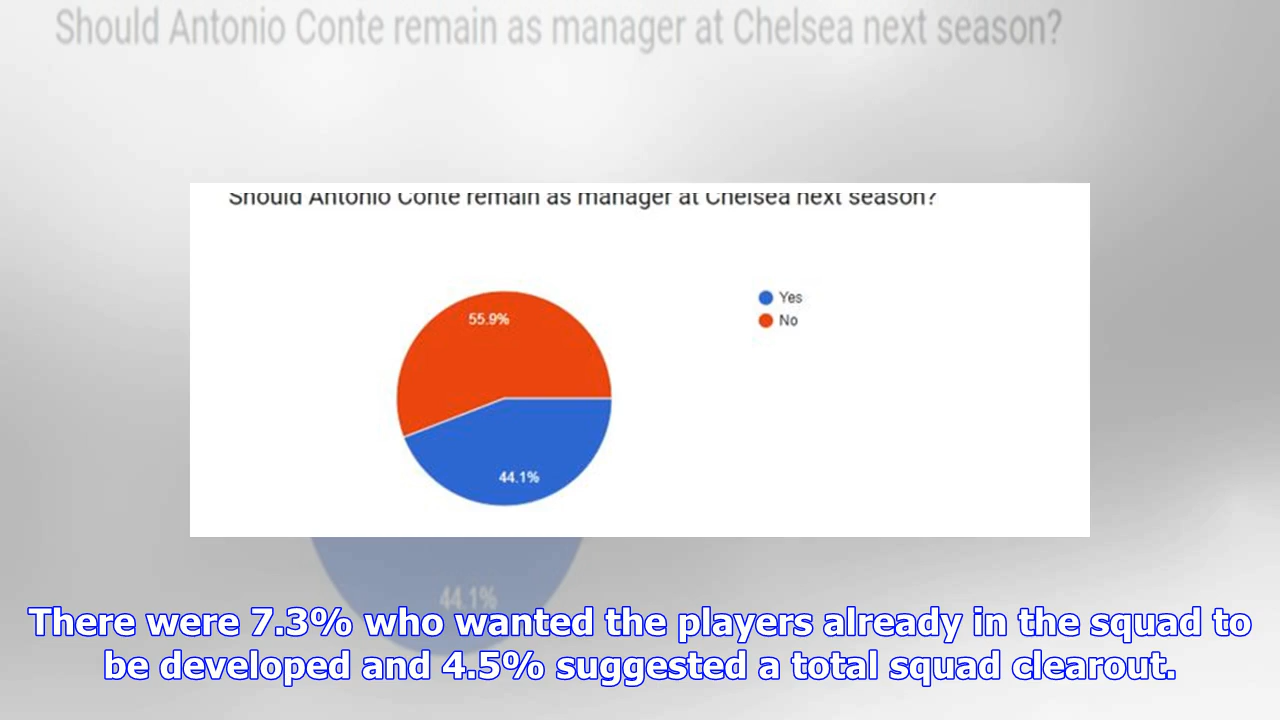 Should Antonio Conte remain as manager at Chelsea next season?
Should Antonio Conte remain as manager at Chelsea next season?
Yes
55.9%
No
44.1%
44.1%
There were 7.3% who wanted the players already in the squad to
be developed and 4.5% suggested a total squad clearout.